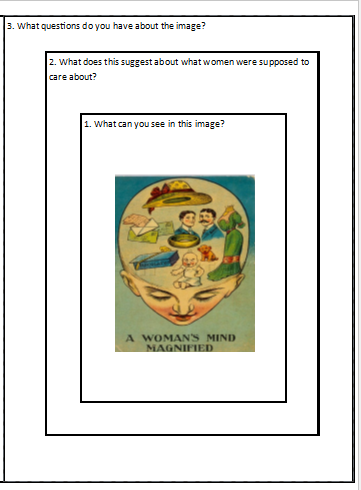 3. What questions do you have about the image?
2. What does this suggest about what women were supposed to
care about?
1. What can you see in this image?
A WOMAN'S MIND
MAGNIFIED